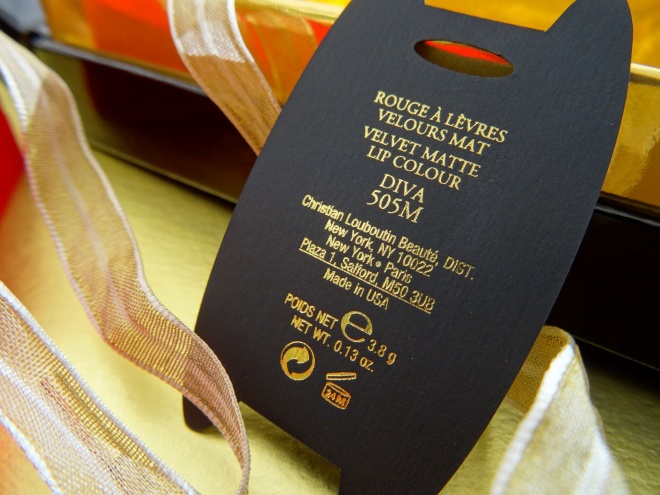 ROUGE À LÈVRES
VELOURS MAT
VELVET MATTE
LIP COLOUR
DIVA
505M
Christian Louboutin Beauté, DIST.
New York, NY 10022
New York • Paris
Plaza 1, Salford, M50 3UB
Made in USA
POIDS NET e 3.8 g
NET WT. 0.13 oz.
24M